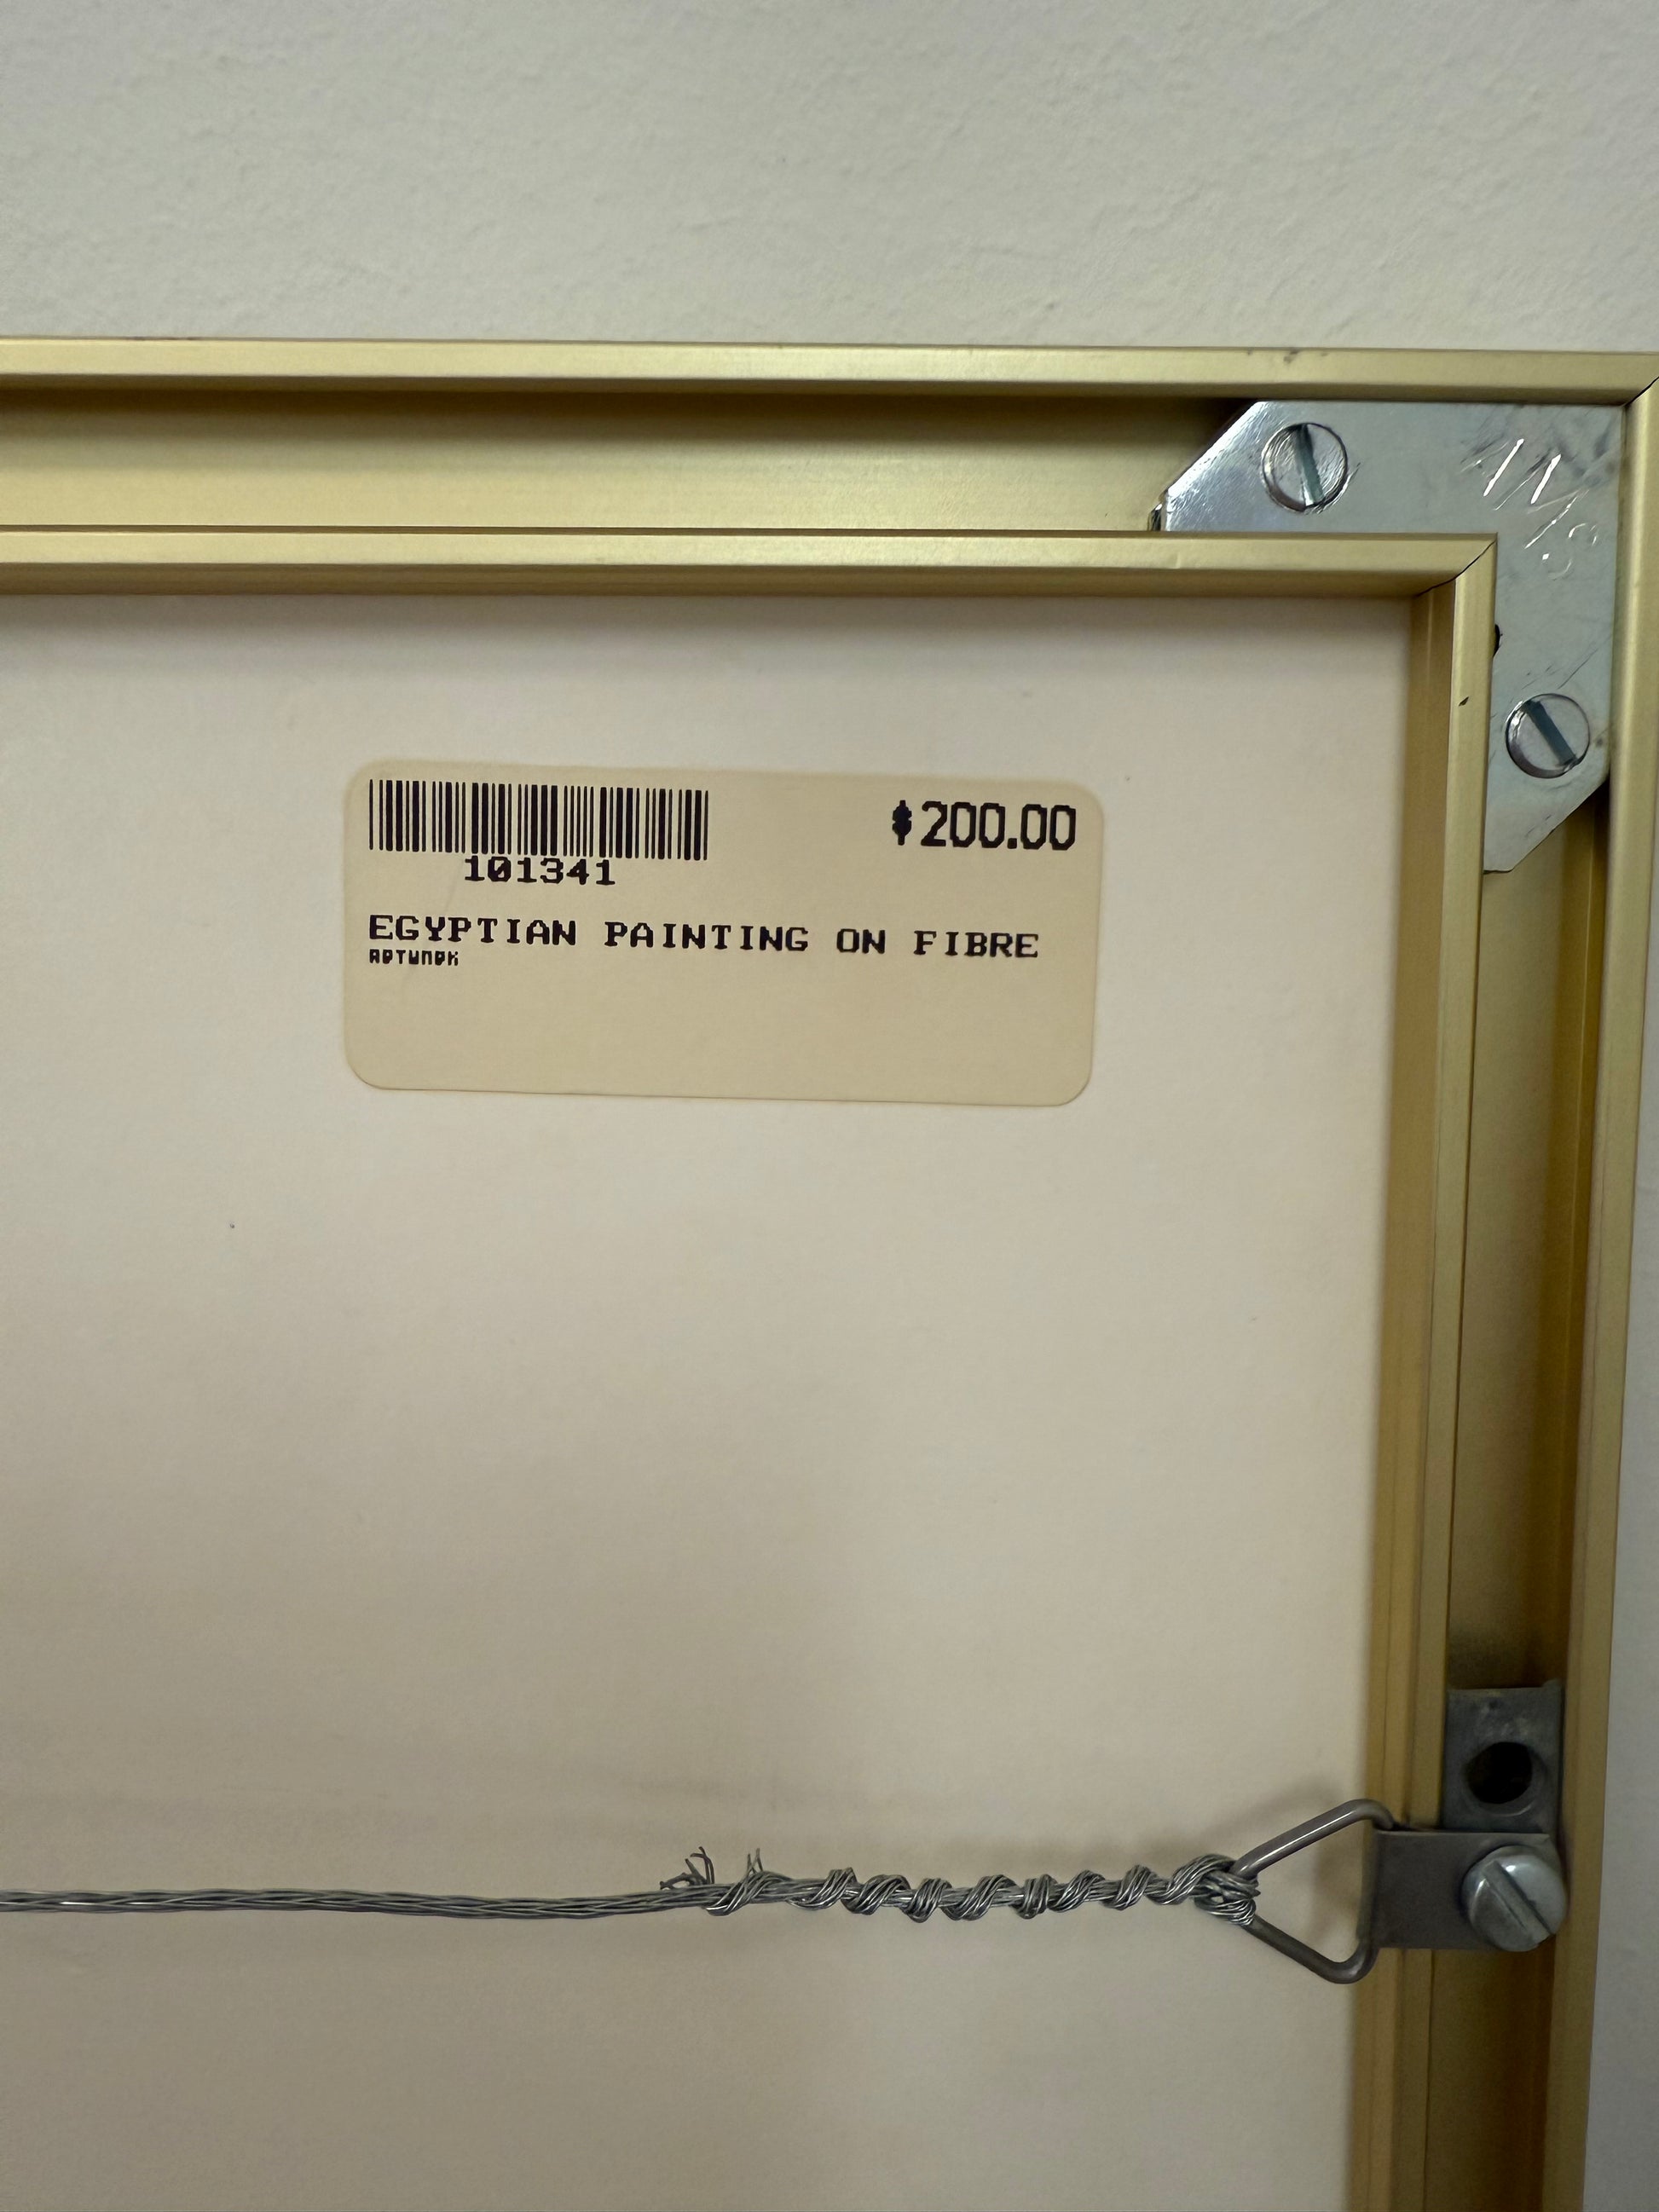 $200.00
101341
EGYPTIAN PAINTING ON FIBRE